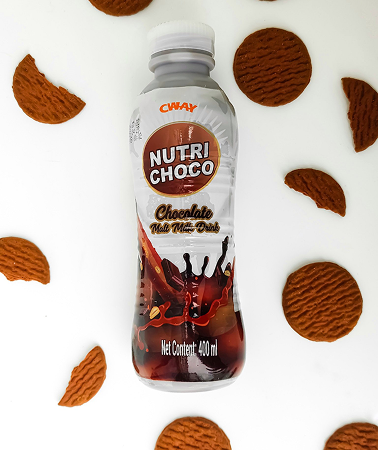 CWAY
NUTRI
CHOCO
Chocolate
Malt Milk Drink
Net Content: 400 ml